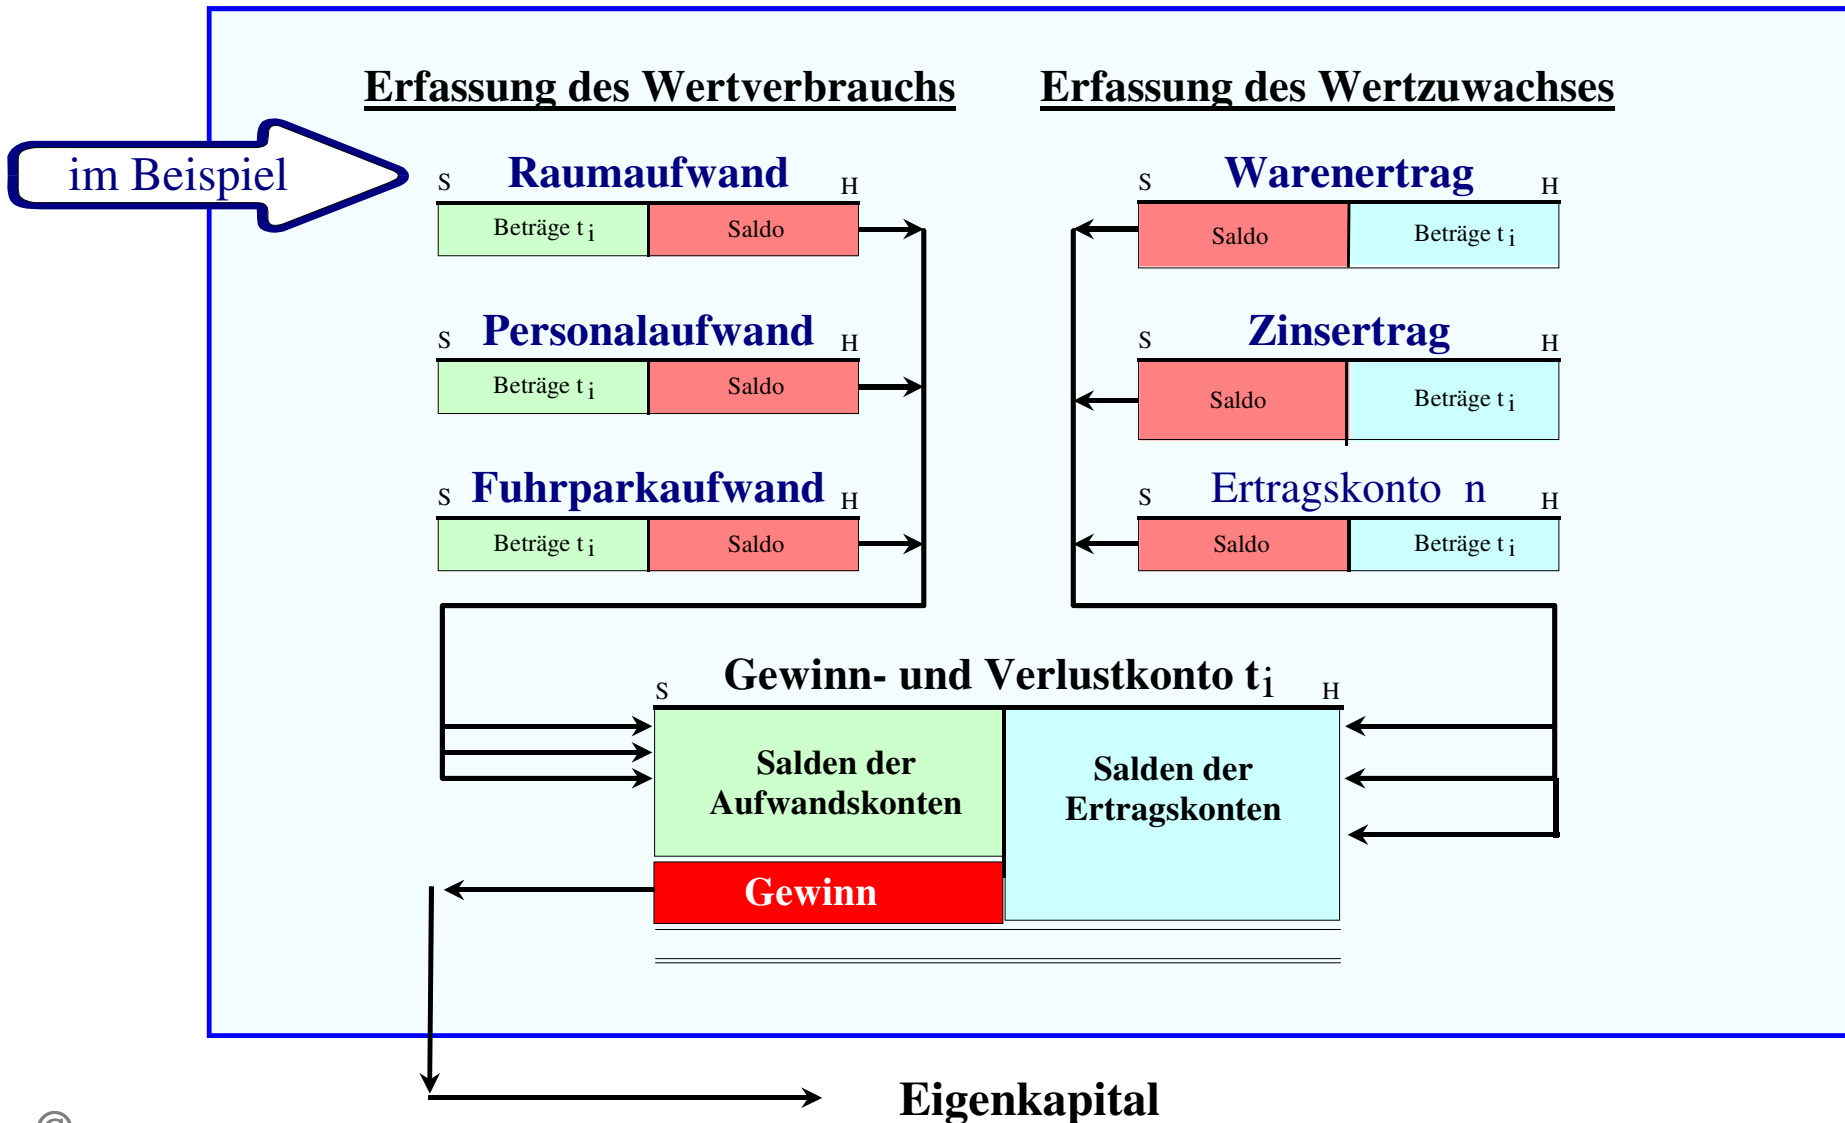 Erfassung des Wertverbrauchs
Erfassung des Wertzuwachses
im Beispiel
S Raumaufwand H
Beträge t i Saldo
S Warenertrag H
Saldo Beträge t i
S Personalaufwand H
Beträge t i Saldo
S Zinsertrag H
Saldo Beträge t i
S Fuhrparkaufwand H
Beträge t i Saldo
S Ertragskonto n H
Saldo Beträge t i
S Gewinn- und Verlustkonto ti H
Salden der
Aufwandskonten
Salden der
Ertragskonten
Gewinn
Eigenkapital